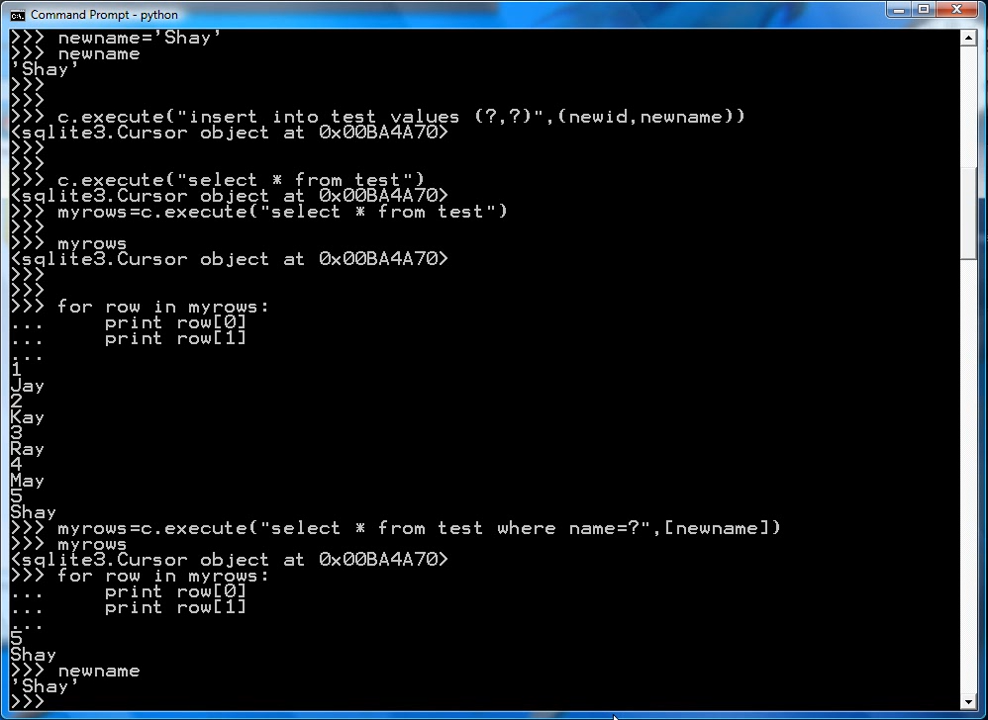 Command Prompt - python
>>> newname='Shay'
>>> newname
'Shay'
>>>
>>>
>>> c.execute("insert into test values (?,?)",(newid,newname))
<sqlite3.Cursor object at 0x00BA4A70>
>>>
>>>
>>> c.execute("select * from test")
<sqlite3.Cursor object at 0x00BA4A70>
>>> myrows=c.execute("select * from test")
>>>
>>> myrows
<sqlite3.Cursor object at 0x00BA4A70>
>>>
>>>
>>> for row in myrows:
...     print row[0]
...     print row[1]
...
1
Jay
2
Kay
3
Ray
4
May
5
Shay
>>> myrows=c.execute("select * from test where name=?",[newname])
>>> myrows
<sqlite3.Cursor object at 0x00BA4A70>
>>> for row in myrows:
...     print row[0]
...     print row[1]
...
5
Shay
>>> newname
'Shay'
>>>